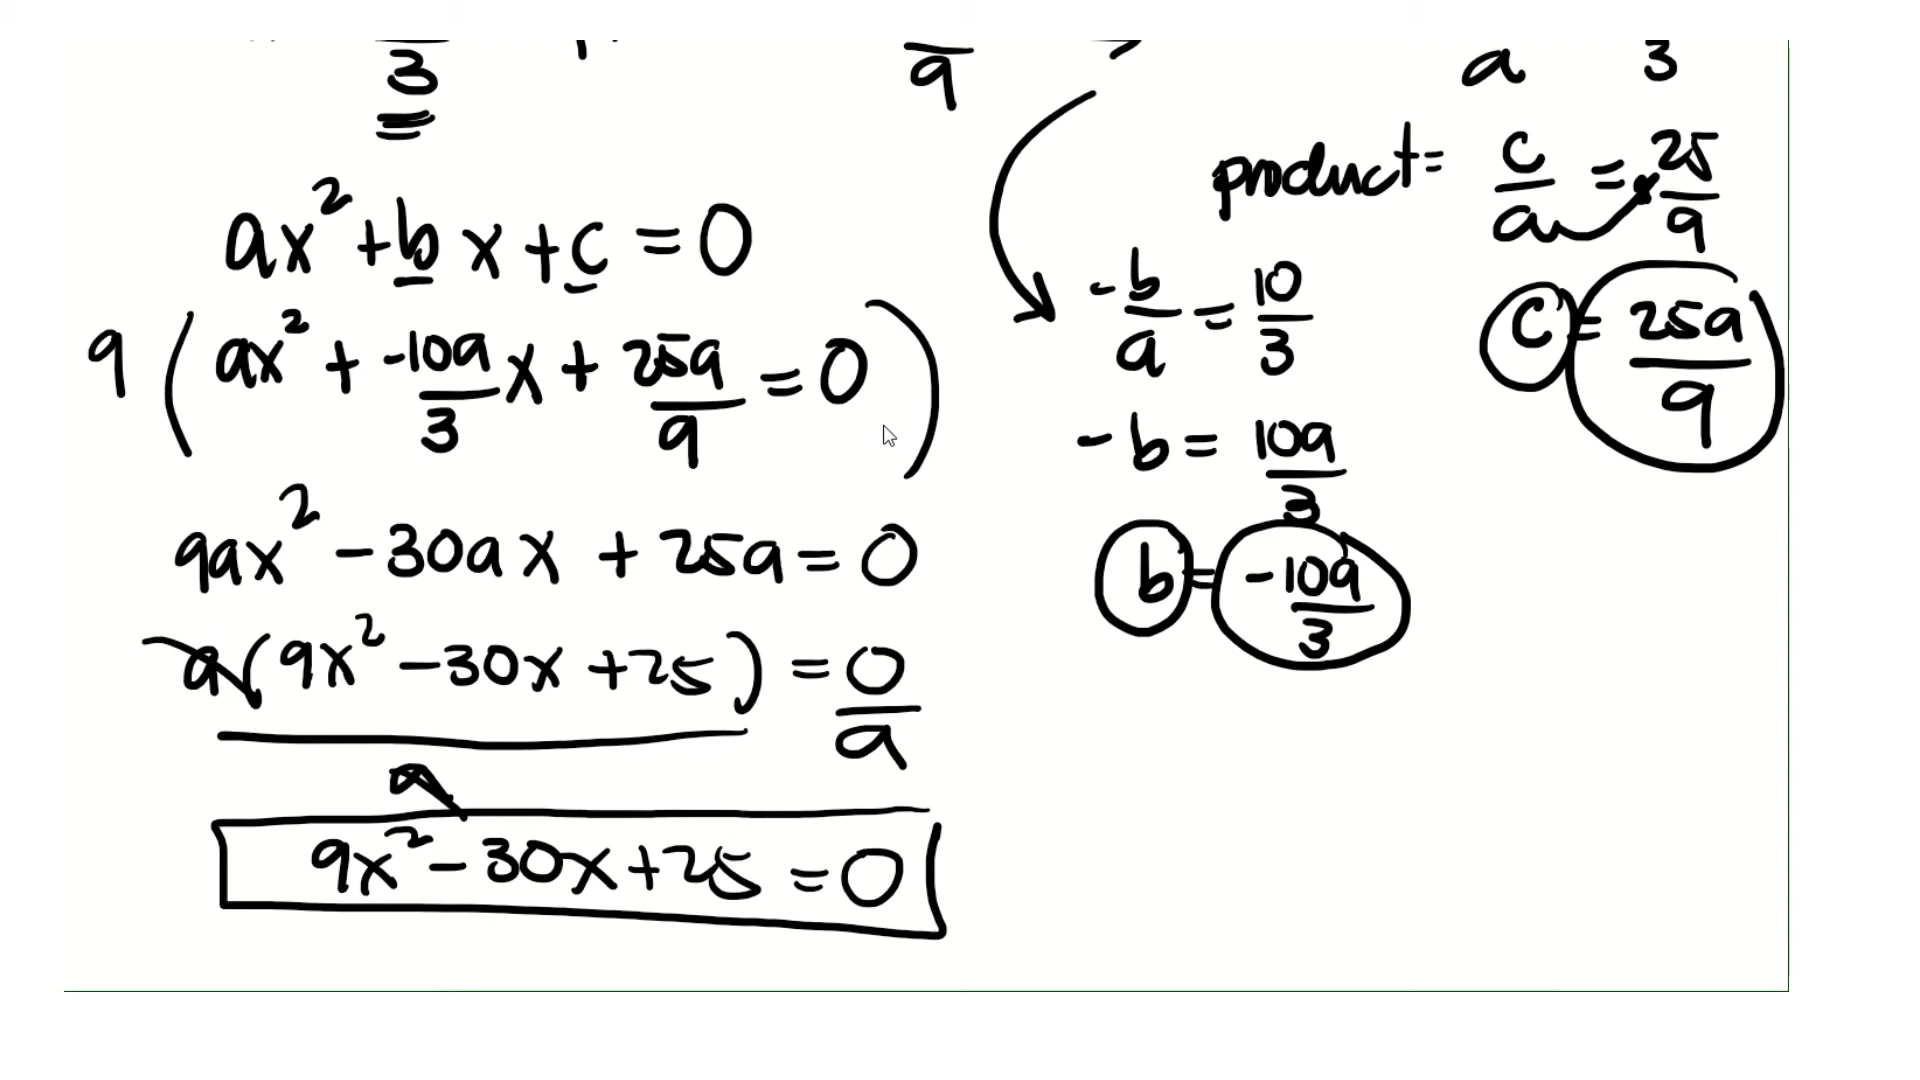 3
9
a 3
product = c/a = 25/9
ax² + bx + c = 0
9 ( ax² + -10a/3 x + 25a/9 = 0 )
9ax² - 30ax + 25a = 0
a(9x² - 30x + 25) = 0
a a
9x² - 30x + 25 = 0
-b/a = 10/3
-b = 10a/3
b = -10a/3
c = 25a/9